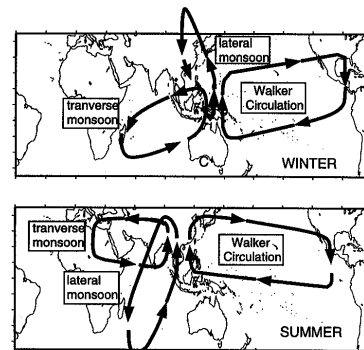 lateral
monsoon
Walker
Circulation
tranverse
monsoon
C
WINTER
tranverse
monsoon
Walker
Circulation
lateral
monsoon
SUMMER